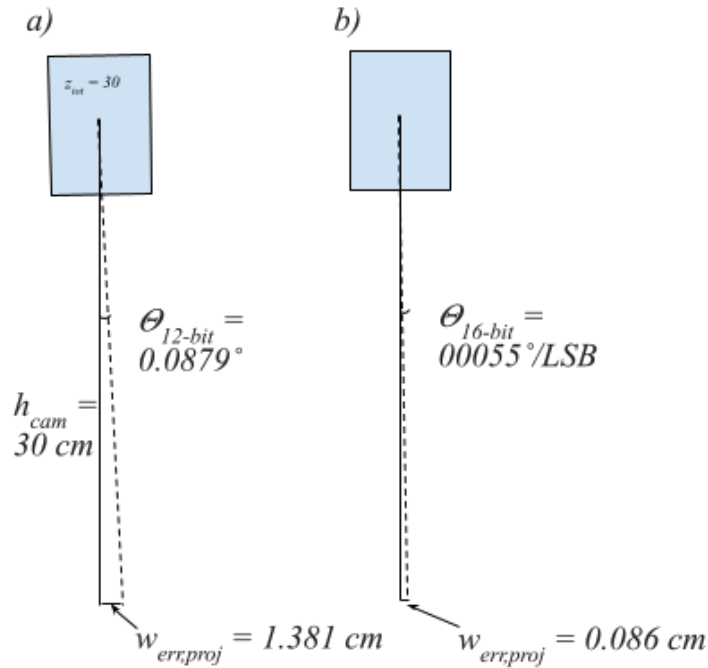 a)
b)
z_tot = 30
Θ_12-bit =
0.0879°
Θ_16-bit =
00055°/LSB
h_cam =
30 cm
w_err,proj = 1.381 cm
w_err,proj = 0.086 cm